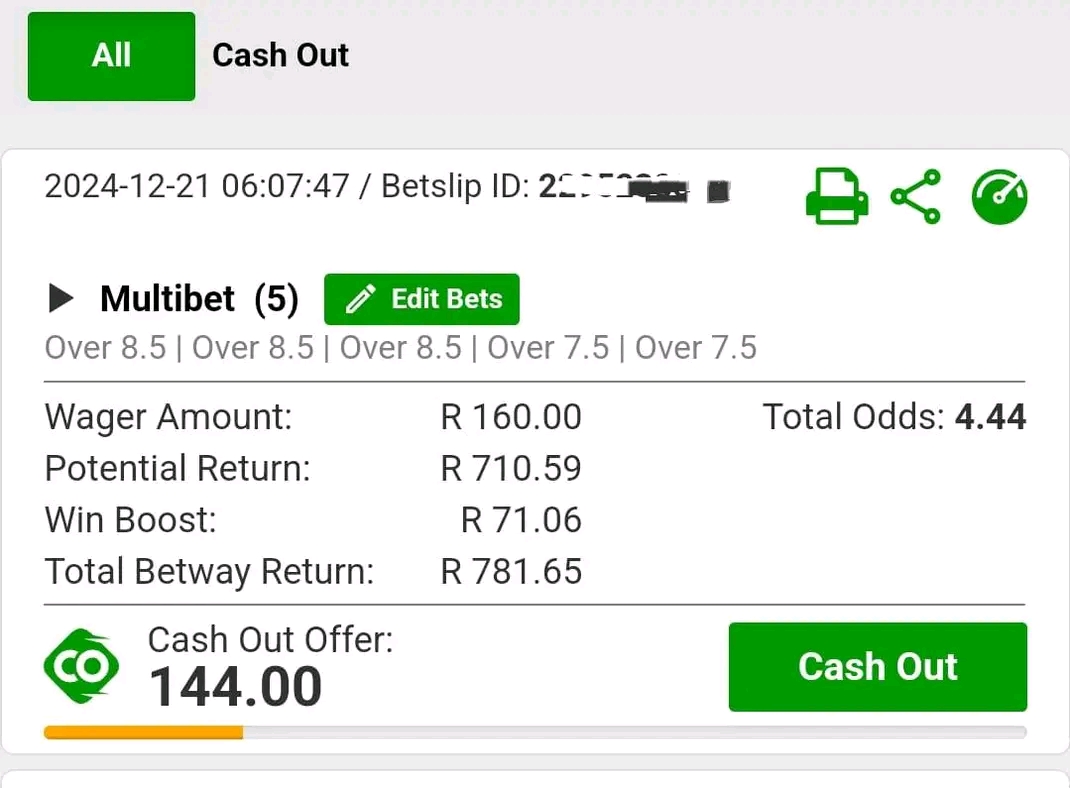 All Cash Out
2024-12-21 06:07:47 / Betslip ID:
Multibet (5) Edit Bets
Over 8.5 | Over 8.5 | Over 8.5 | Over 7.5 | Over 7.5
Wager Amount: R 160.00 Total Odds: 4.44
Potential Return: R 710.59
Win Boost: R 71.06
Total Betway Return: R 781.65
CO Cash Out Offer:
144.00 Cash Out